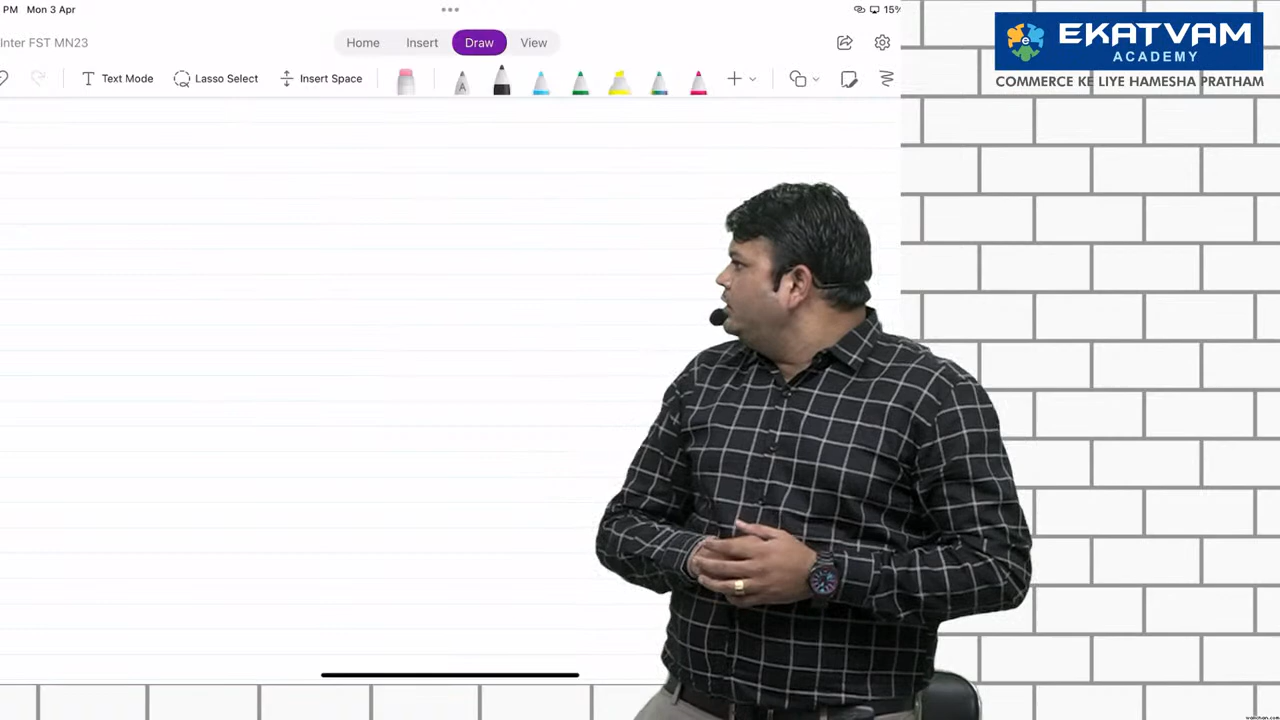 PM Mon 3 Apr
15%
Inter FST MN23
Home Insert Draw View
Text Mode Lasso Select Insert Space
A
e
EKATVAM
ACADEMY
COMMERCE KE LIYE HAMESHA PRATHAM